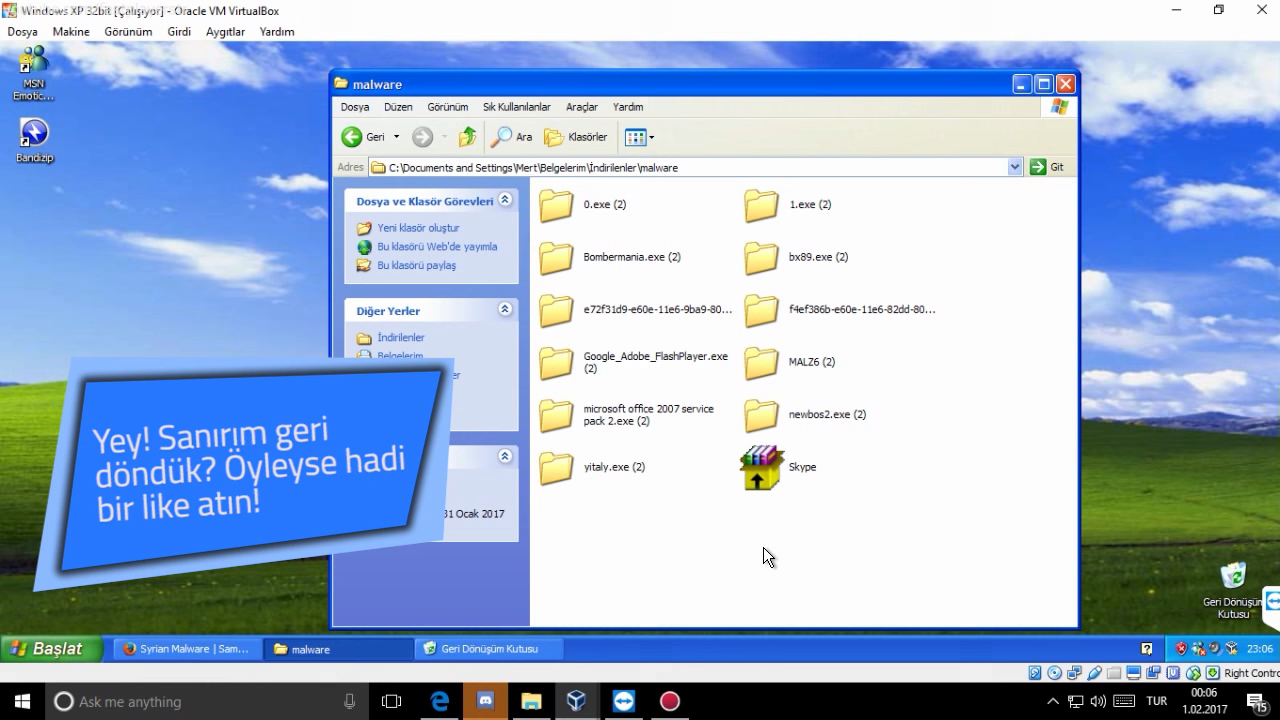 Windows XP 32bit [Çalışıyor] - Oracle VM VirtualBox
Dosya Makine Görünüm Girdi Aygıtlar Yardım
MSN
Emotic...
Bandizip
malware
Dosya Düzen Görünüm Sık Kullanılanlar Araçlar Yardım
Geri Ara Klasörler
Adres C:\Documents and Settings\Mert\Belgelerim\İndirilenler\malware Git
Dosya ve Klasör Görevleri
Yeni klasör oluştur
Bu klasörü Web'de yayımla
Bu klasörü paylaş
Diğer Yerler
İndirilenler
Belgelerim
31 Ocak 2017
0.exe (2)
1.exe (2)
Bombermania.exe (2)
bx89.exe (2)
e72f31d9-e60e-11e6-9ba9-80...
f4ef386b-e60e-11e6-82dd-80...
Google_Adobe_FlashPlayer.exe
(2)
MALZ6 (2)
microsoft office 2007 service
pack 2.exe (2)
newbos2.exe (2)
yitaly.exe (2)
Skype
Yey! Sanırım geri
döndük? Öyleyse hadi
bir like atın!
Geri Dönüşüm
Kutusu
Başlat Syrian Malware | Sam... malware Geri Dönüşüm Kutusu 23:06
Right Contro
Ask me anything TUR 00:06
1.02.2017 15